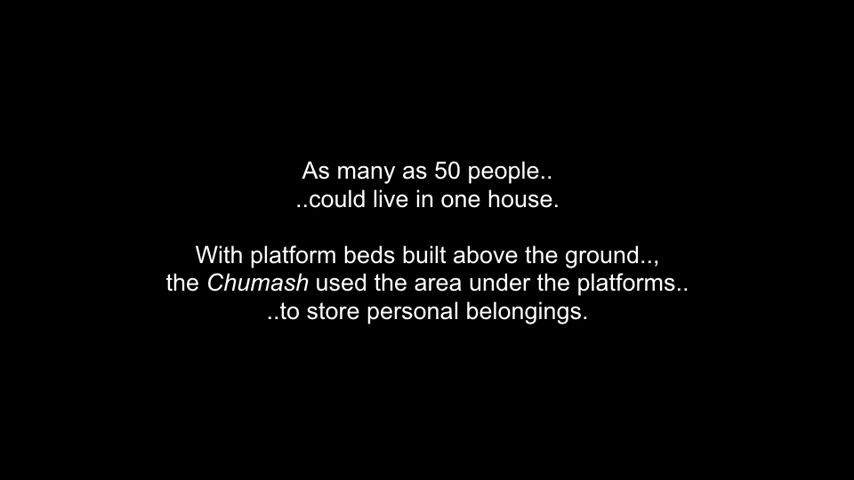 As many as 50 people..
..could live in one house.
With platform beds built above the ground..,
the Chumash used the area under the platforms..
..to store personal belongings.